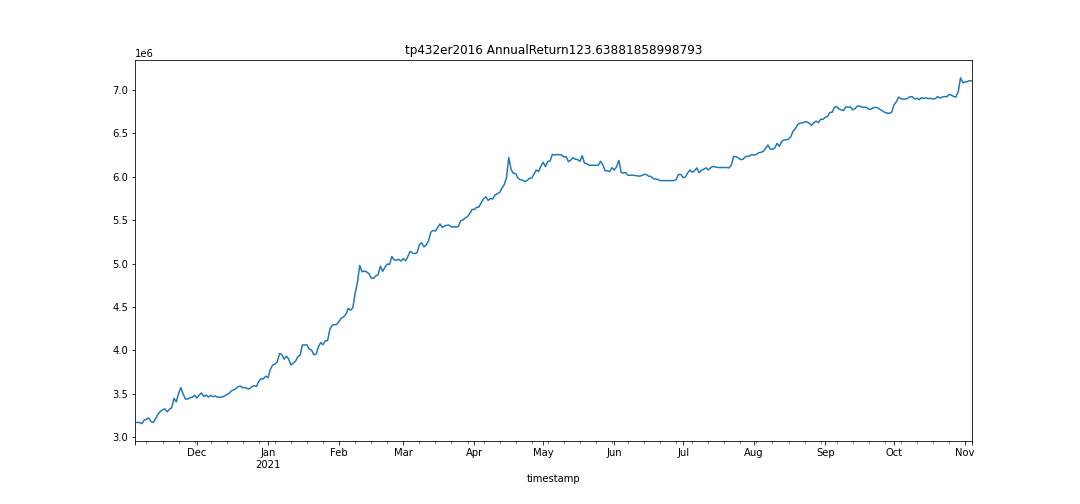 tp432er2016 AnnualReturn123.63881858998793
1e6
7.0
6.5
6.0
5.5
5.0
4.5
4.0
3.5
3.0
Dec Jan Feb Mar Apr May Jun Jul Aug Sep Oct Nov
2021
timestamp